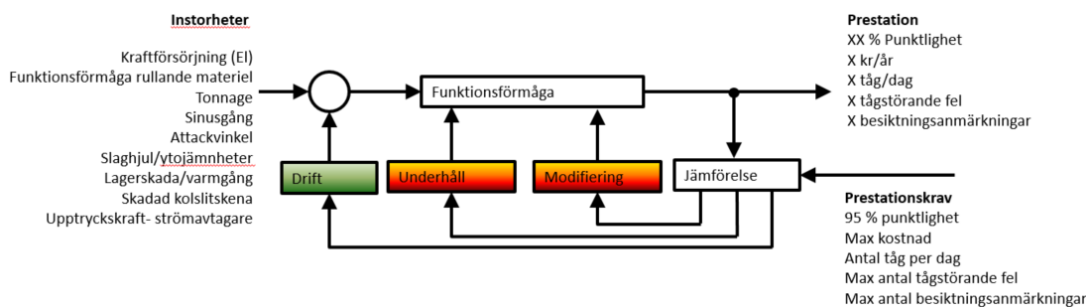 Instorheter
Kraftförsörjning (El)
Funktionsförmåga rullande materiel
Tonnage
Sinusgång
Attackvinkel
Slaghjul/ytojämnheter
Lagerskada/varmgång
Skadad kolslitskena
Upptryckskraft- strömavtagare
Funktionsförmåga
Drift
Underhåll
Modifiering
Jämförelse
Prestation
XX % Punktlighet
X kr/år
X tåg/dag
X tågstörande fel
X besiktningsanmärkningar
Prestationskrav
95 % punktlighet
Max kostnad
Antal tåg per dag
Max antal tågstörande fel
Max antal besiktningsanmärkningar